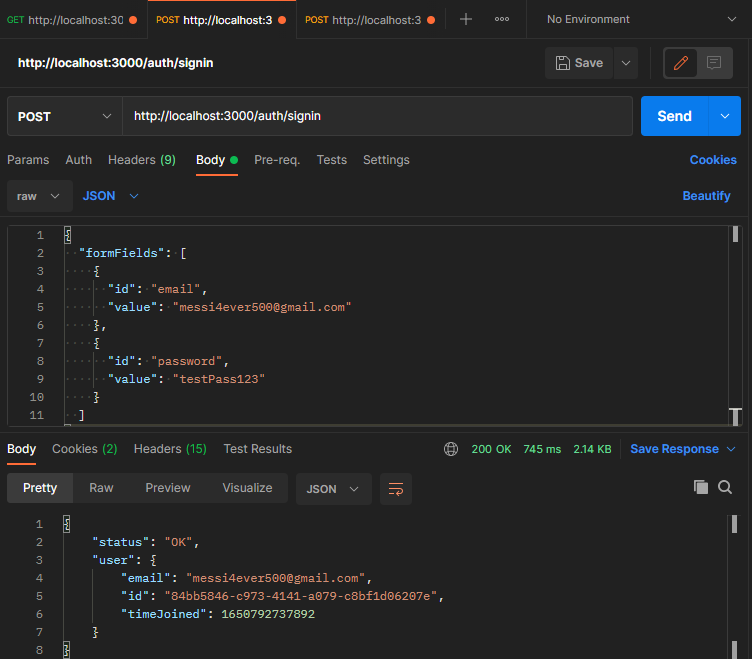 GET http://localhost:30 POST http://localhost:3 POST http://localhost:3 No Environment
http://localhost:3000/auth/signin Save
POST http://localhost:3000/auth/signin Send
Params Auth Headers (9) Body Pre-req. Tests Settings Cookies
raw JSON Beautify
1 {
2 "formFields": [
3 {
4 "id": "email",
5 "value": "messi4ever500@gmail.com"
6 },
7 {
8 "id": "password",
9 "value": "testPass123"
10 }
11 ]
Body Cookies (2) Headers (15) Test Results 200 OK 745 ms 2.14 KB Save Response
Pretty Raw Preview Visualize JSON
1 {
2 "status": "OK",
3 "user": {
4 "email": "messi4ever500@gmail.com",
5 "id": "84bb5846-c973-4141-a079-c8bf1d06207e",
6 "timeJoined": 1650792737892
7 }
8 }